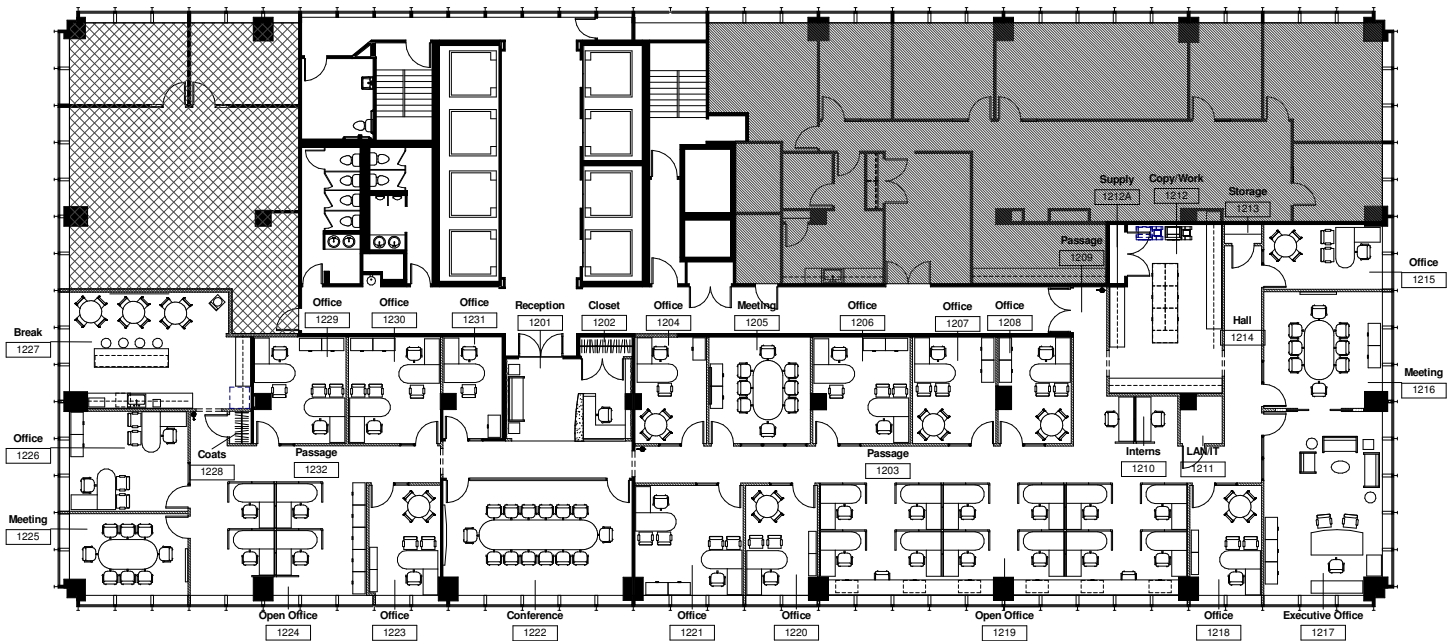 Supply
1212A
Copy/Work
1212
Storage
1213
Passage
1209
Office
1215
Office
1229
Office
1230
Office
1231
Reception
1201
Closet
1202
Office
1204
Meeting
1205
Office
1206
Office
1207
Office
1208
Hall
1214
Break
1227
Meeting
1216
Office
1226
Coats
1228
Passage
1232
Passage
1203
Interns
1210
LAN/IT
1211
Meeting
1225
Open Office
1224
Office
1223
Conference
1222
Office
1221
Office
1220
Open Office
1219
Office
1218
Executive Office
1217